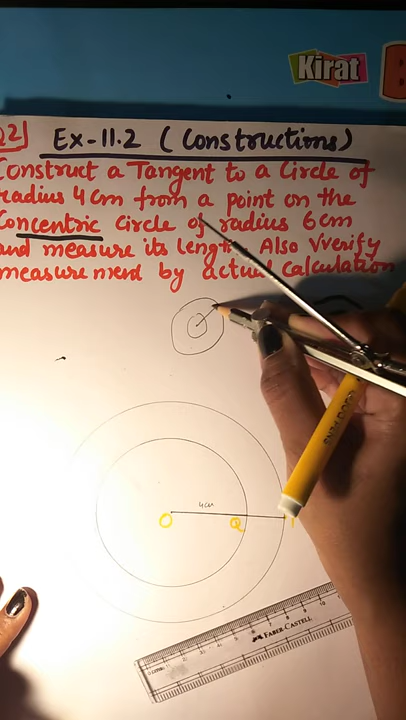 Kirat
Q2] Ex-11.2 (Constructions)
Construct a Tangent to a Circle of
radius 4cm from a point on the
Concentric Circle of radius 6cm
and measure its length. Also Vverify
measurement by actual Calculation
4cm
O Q
FABER-CASTELL